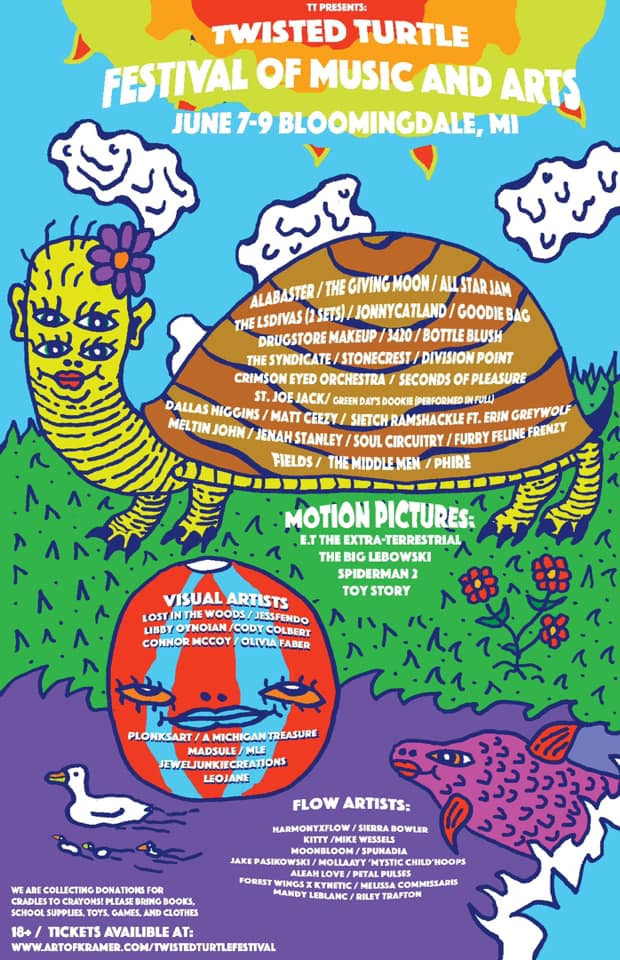 TT PRESENTS:
TWISTED TURTLE
FESTIVAL OF MUSIC AND ARTS
JUNE 7-9 BLOOMINGDALE, MI
ALABASTER / THE GIVING MOON / ALL STAR JAM
THE LSDIVAS (2 SETS) / JONNYCATLAND / GOODIE BAG
DRUGSTORE MAKEUP / 3420 / BOTTLE BLUSH
THE SYNDICATE / STONECREST / DIVISION POINT
CRIMSON EYED ORCHESTRA / SECONDS OF PLEASURE
ST. JOE JACK/ GREEN DAY'S DOOKIE (PERFORMED IN FULL)
DALLAS HIGGINS / MATT CEEZY / SIETCH RAMSHACKLE FT. ERIN GREYWOLF
MELTIN JOHN / JENAH STANLEY / SOUL CIRCUITRY / FURRY FELINE FRENZY
FIELDS / THE MIDDLE MEN / PHIRE
MOTION PICTURES:
E.T THE EXTRA-TERRESTRIAL
THE BIG LEBOWSKI
SPIDERMAN 2
TOY STORY
VISUAL ARTISTS
LOST IN THE WOODS / JESSFENDO
LIBBY OYNOIAN /CODY COLBERT
CONNOR MCCOY / OLIVIA FABER
PLONKSART / A MICHIGAN TREASURE
MADSULE / MLE
JEWELJUNKIECREATIONS
LEOJANE
FLOW ARTISTS:
HARMONYXFLOW / SIERRA BOWLER
KITTY /MIKE WESSELS
MOONBLOOM / SPUNADIA
JAKE PASIKOWSKI / MOLLAAYY 'MYSTIC CHILD'HOOPS
ALEAH LOVE / PETAL PULSES
FOREST WINGS X KYNETIC / MELISSA COMMISSARIS
MANDY LEBLANC / RILEY TRAFTON
WE ARE COLLECTING DONATIONS FOR
CRADLES TO CRAYONS! PLEASE BRING BOOKS,
SCHOOL SUPPLIES, TOYS, GAMES, AND CLOTHES
18+ / TICKETS AVAILIBLE AT:
WWW.ARTOFKRAMER.COM/TWISTEDTURTLEFESTIVAL